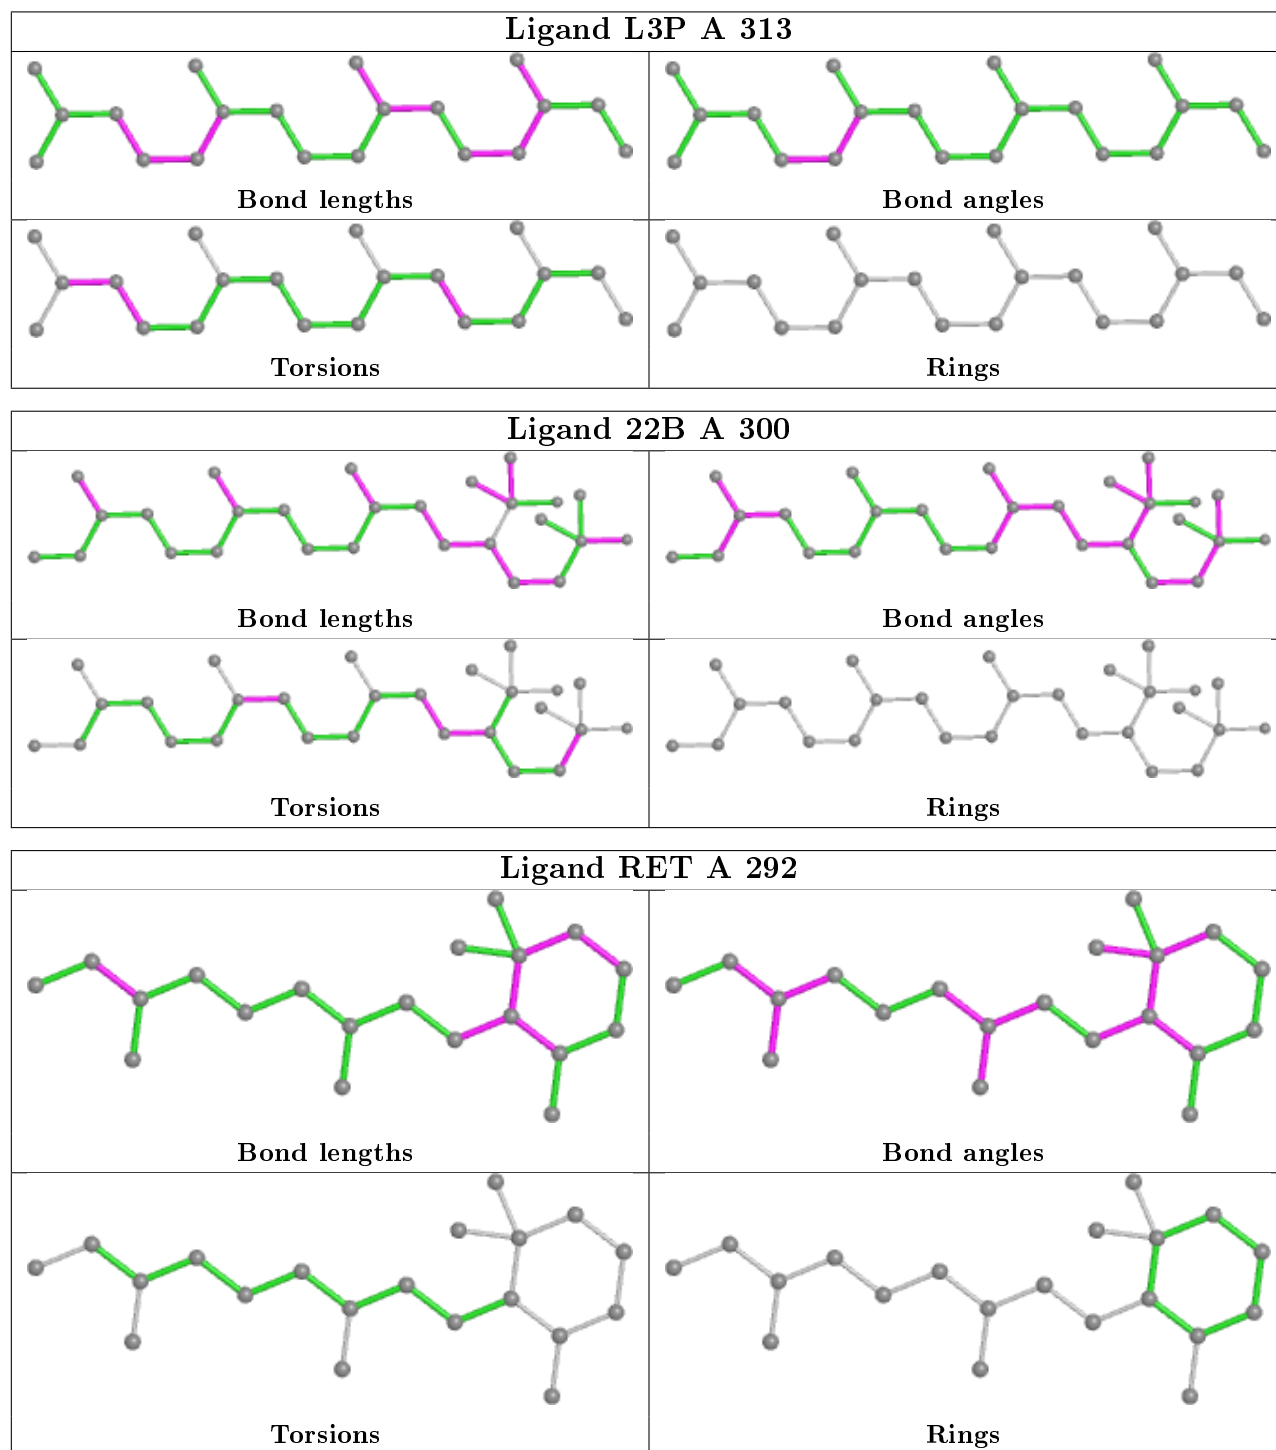 Ligand L3P A 313
Bond lengths
Bond angles
Torsions
Rings
Ligand 22B A 300
Bond lengths
Bond angles
Torsions
Rings
Ligand RET A 292
Bond lengths
Bond angles
Torsions
Rings